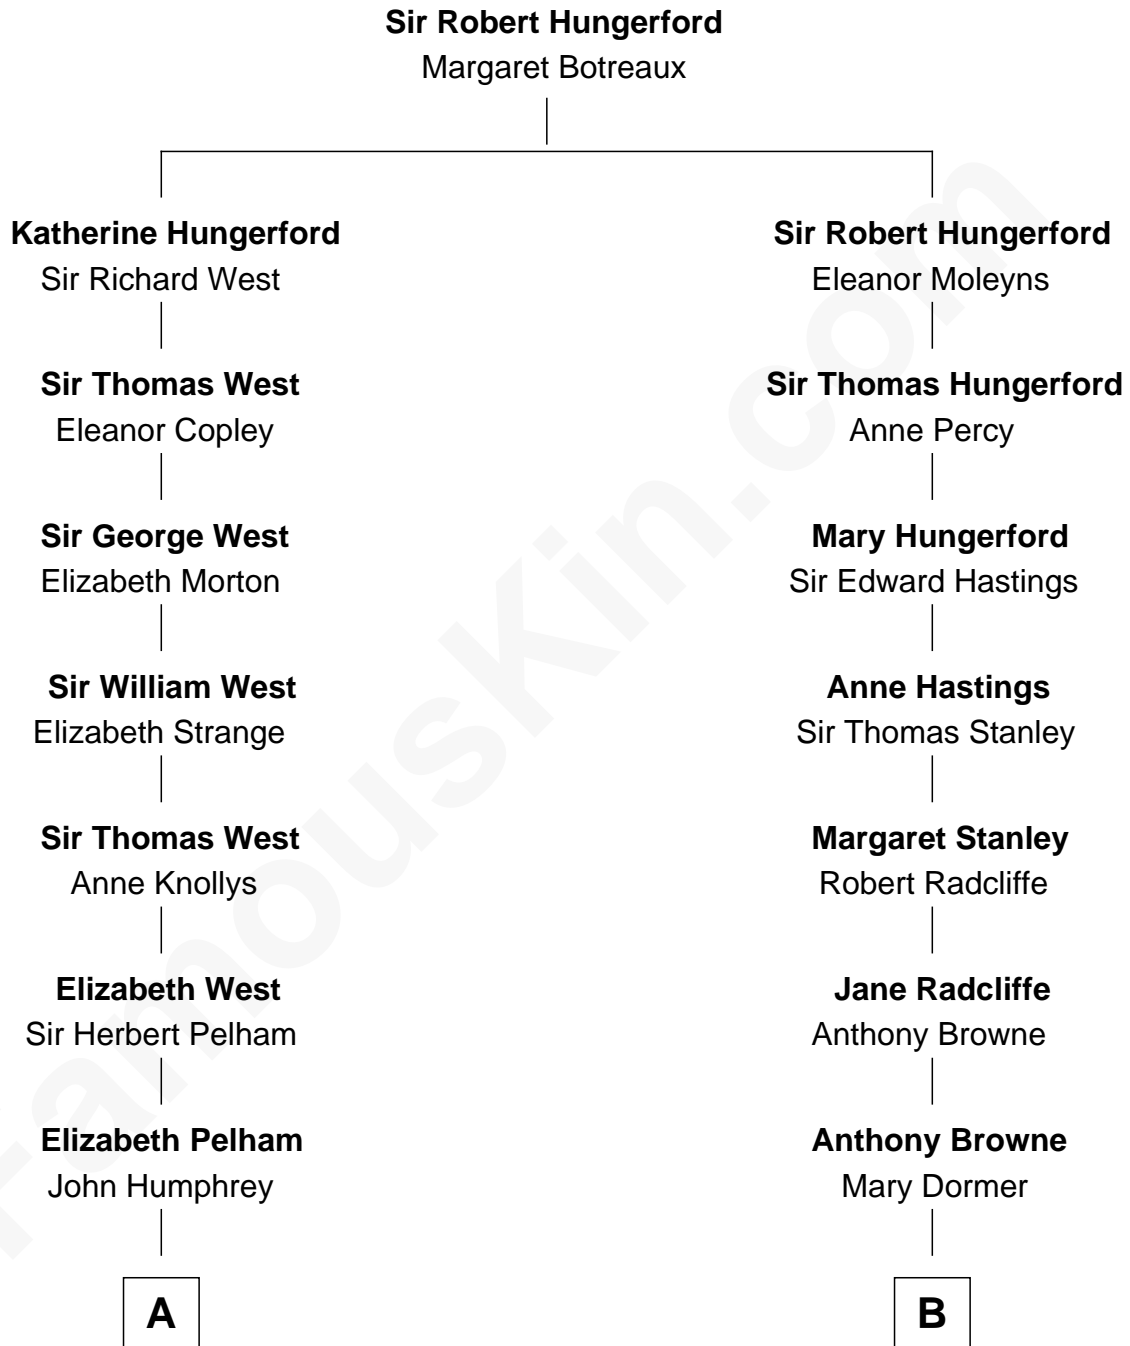 Sir Robert Hungerford
Margaret Botreaux
Katherine Hungerford
Sir Richard West
Sir Robert Hungerford
Eleanor Moleyns
Sir Thomas West
Eleanor Copley
Sir Thomas Hungerford
Anne Percy
Sir George West
Elizabeth Morton
Mary Hungerford
Sir Edward Hastings
Sir William West
Elizabeth Strange
Anne Hastings
Sir Thomas Stanley
Sir Thomas West
Anne Knollys
Margaret Stanley
Robert Radcliffe
Elizabeth West
Sir Herbert Pelham
Jane Radcliffe
Anthony Browne
Elizabeth Pelham
John Humphrey
Anthony Browne
Mary Dormer
A
B
FamousKin.com